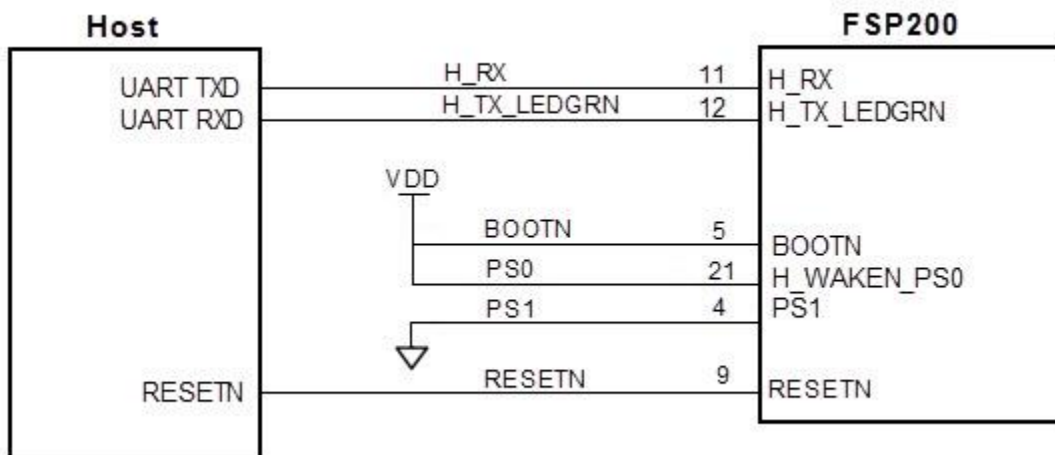 Host
FSP200
UART TXD H_RX 11 H_RX
UART RXD H_TX_LEDGRN 12 H_TX_LEDGRN
VDD
BOOTN 5 BOOTN
PS0 21 H_WAKEN_PS0
PS1 4 PS1
RESETN RESETN 9 RESETN